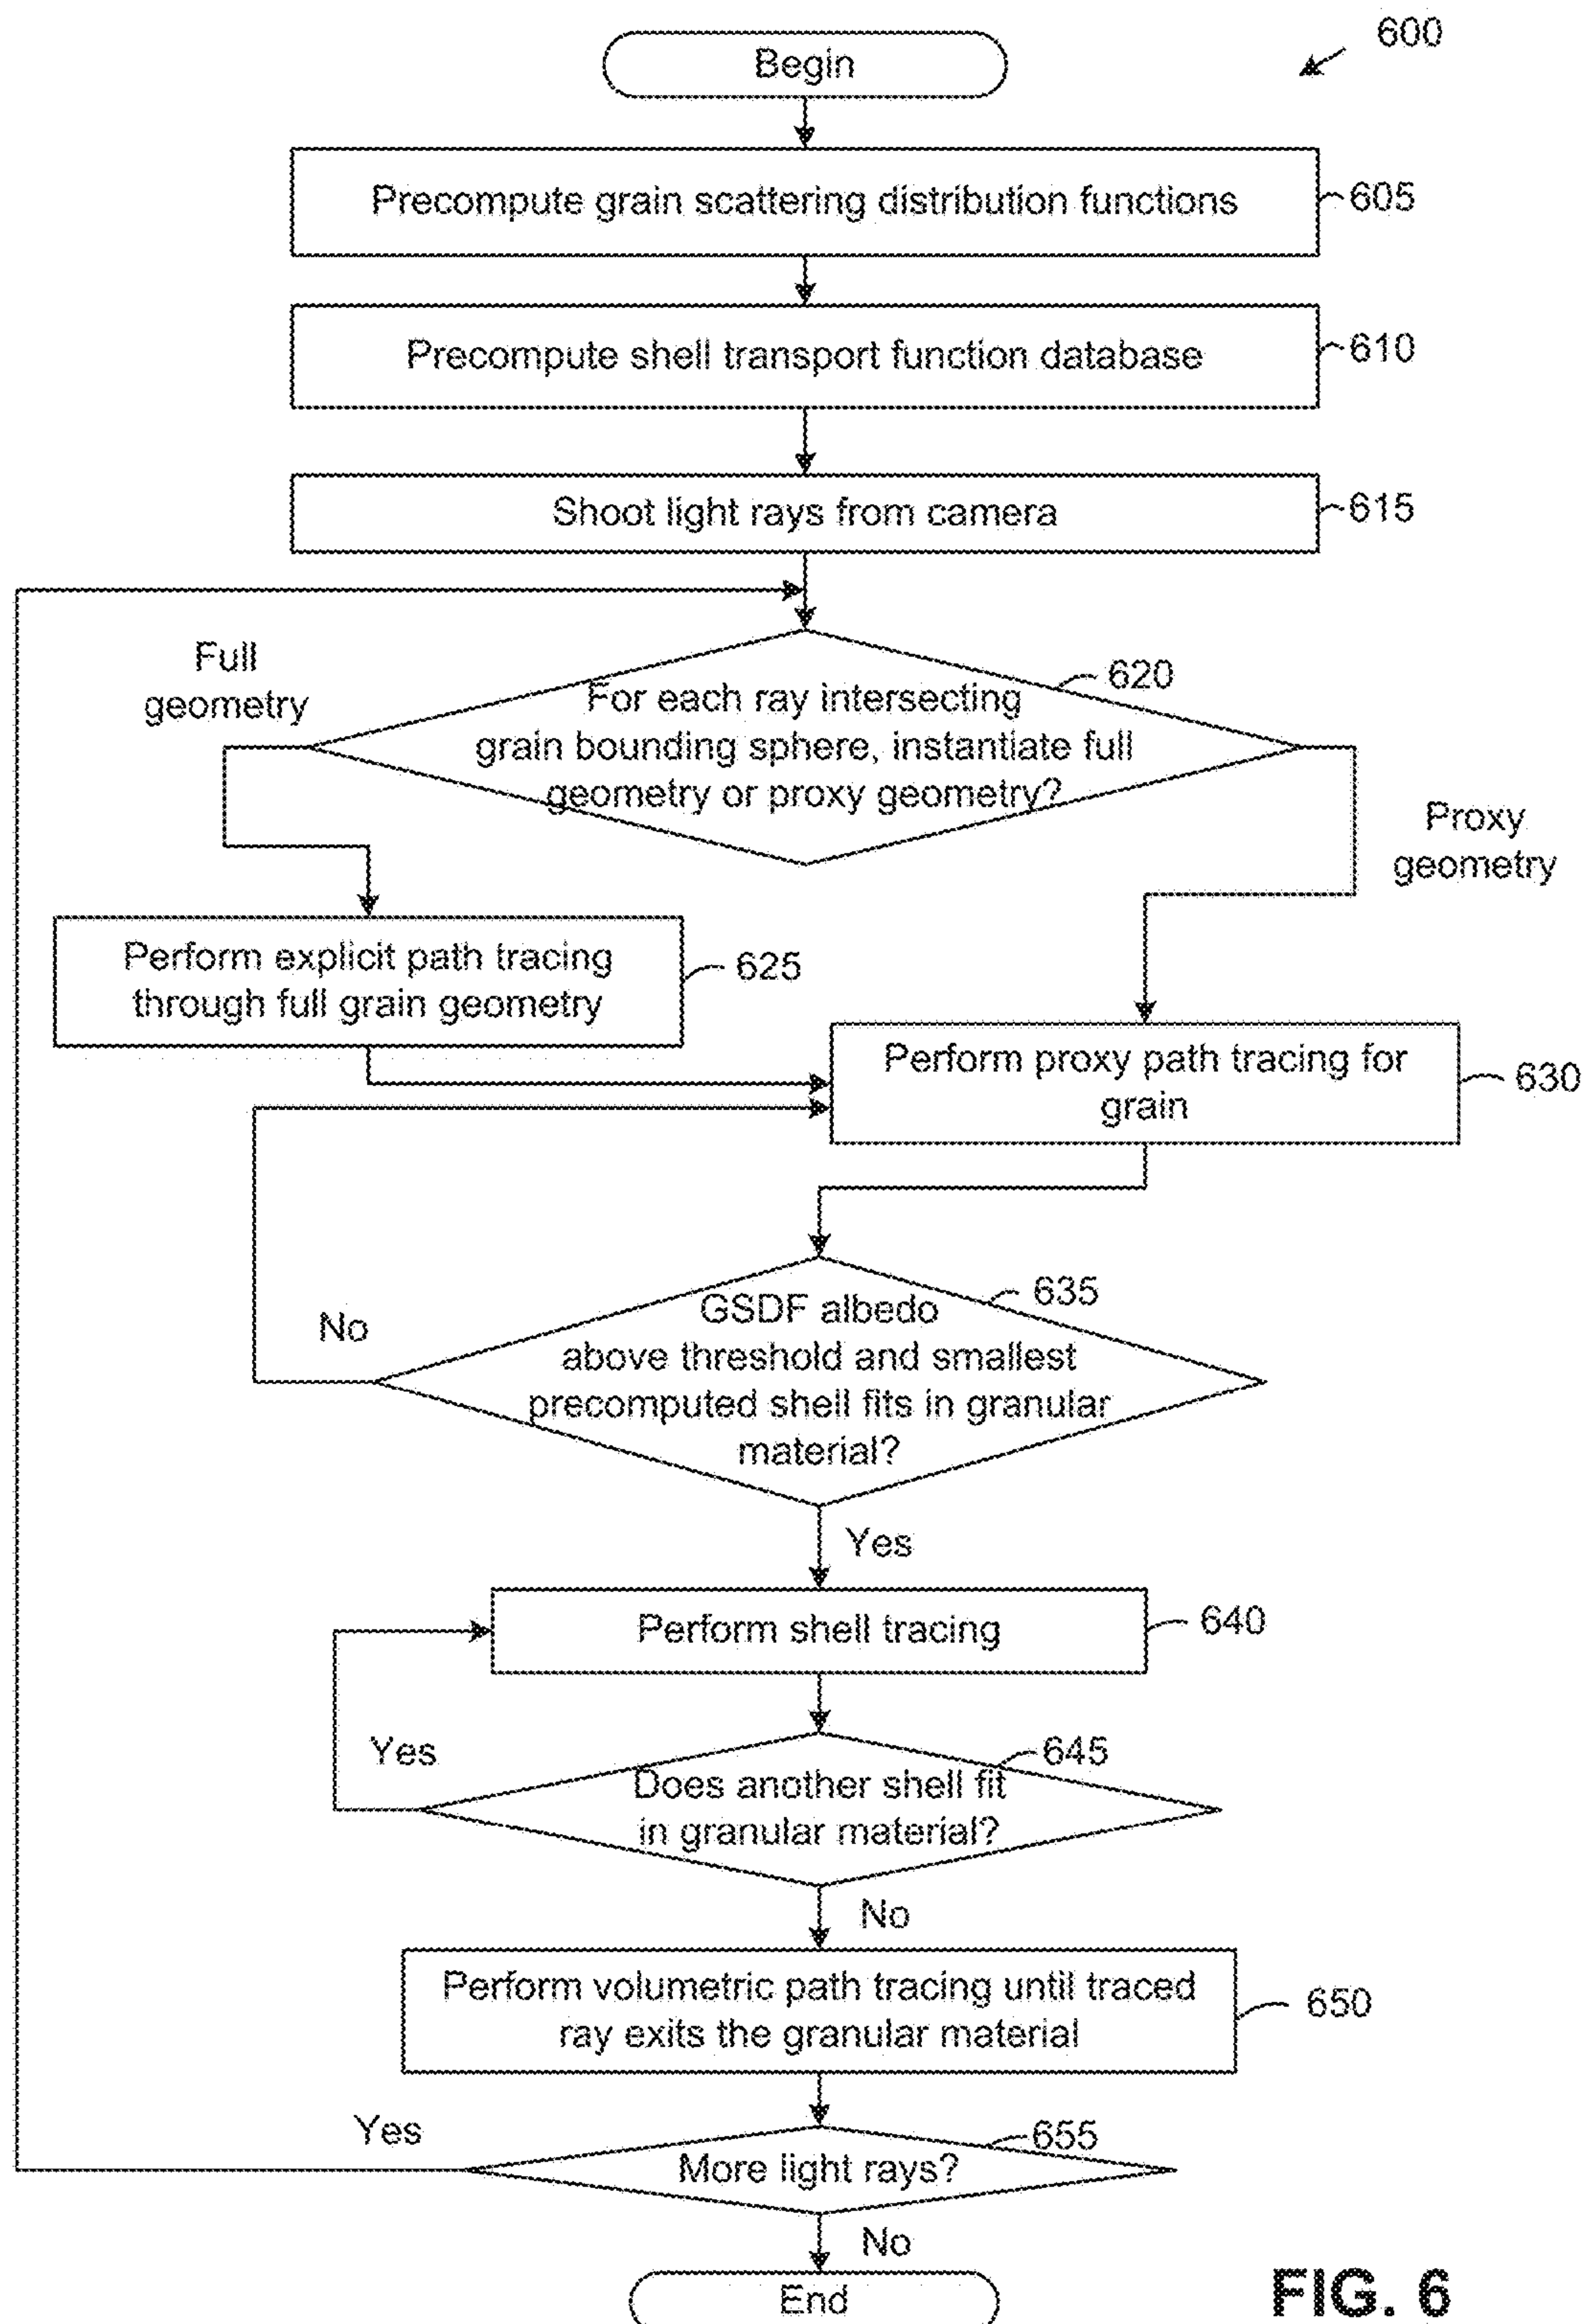 600
Begin
Precompute grain scattering distribution functions
605
Precompute shell transport function database
610
Shoot light rays from camera
615
Full
geometry
620
For each ray intersecting
grain bounding sphere, instantiate full
geometry or proxy geometry?
Proxy
geometry
Perform explicit path tracing
through full grain geometry
625
Perform proxy path tracing for
grain
630
635
No
GSDF albedo
above threshold and smallest
precomputed shell fits in granular
material?
Yes
Perform shell tracing
640
Yes
645
Does another shell fit
in granular material?
No
Perform volumetric path tracing until traced
ray exits the granular material
650
Yes
655
More light rays?
No
End
FIG. 6